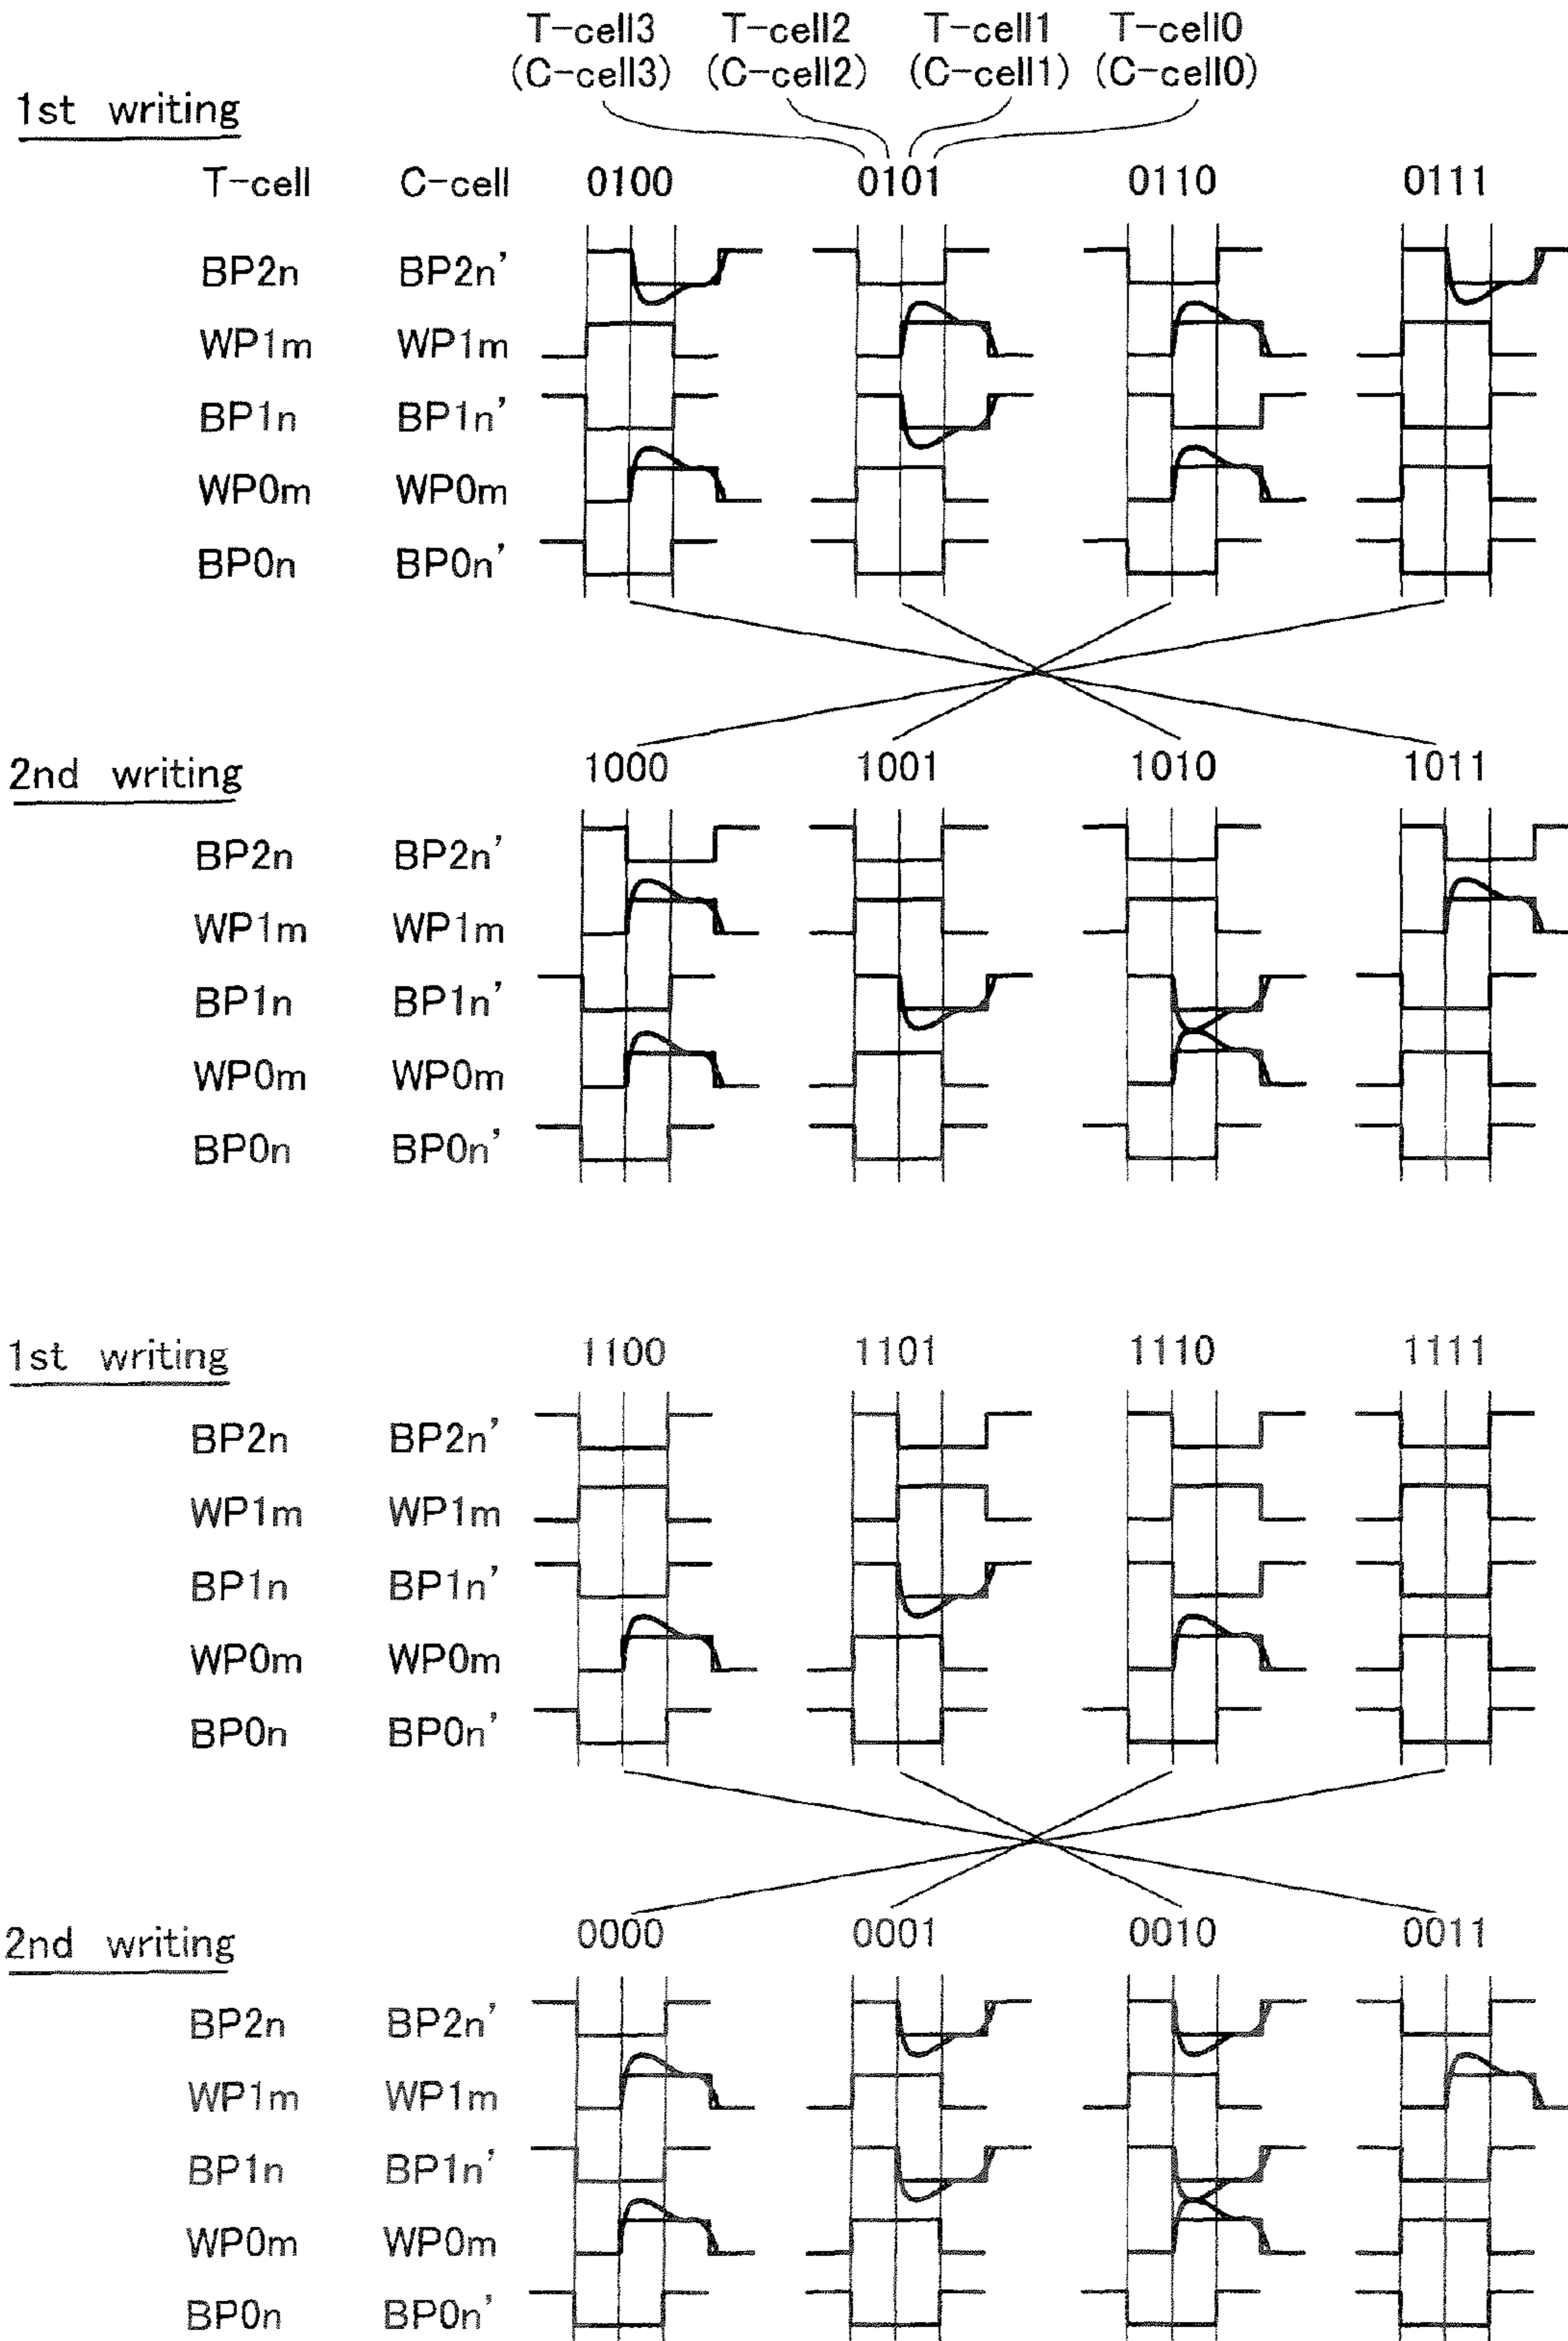 T-cell3 T-cell2 T-cell1 T-cell0
(C-cell3) (C-cell2) (C-cell1) (C-cell0)
1st writing
T-cell C-cell 0100 0101 0110 0111
BP2n BP2n'
WP1m WP1m
BP1n BP1n'
WP0m WP0m
BP0n BP0n'
2nd writing 1000 1001 1010 1011
BP2n BP2n'
WP1m WP1m
BP1n BP1n'
WP0m WP0m
BP0n BP0n'
1st writing 1100 1101 1110 1111
BP2n BP2n'
WP1m WP1m
BP1n BP1n'
WP0m WP0m
BP0n BP0n'
2nd writing 0000 0001 0010 0011
BP2n BP2n'
WP1m WP1m
BP1n BP1n'
WP0m WP0m
BP0n BP0n'